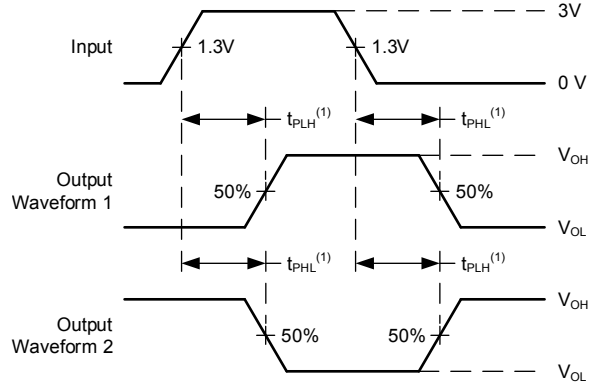 3V
Input
1.3V
1.3V
0 V
tPLH(1)
tPHL(1)
VOH
Output
Waveform 1
50%
50%
VOL
tPHL(1)
tPLH(1)
VOH
Output
Waveform 2
50%
50%
VOL